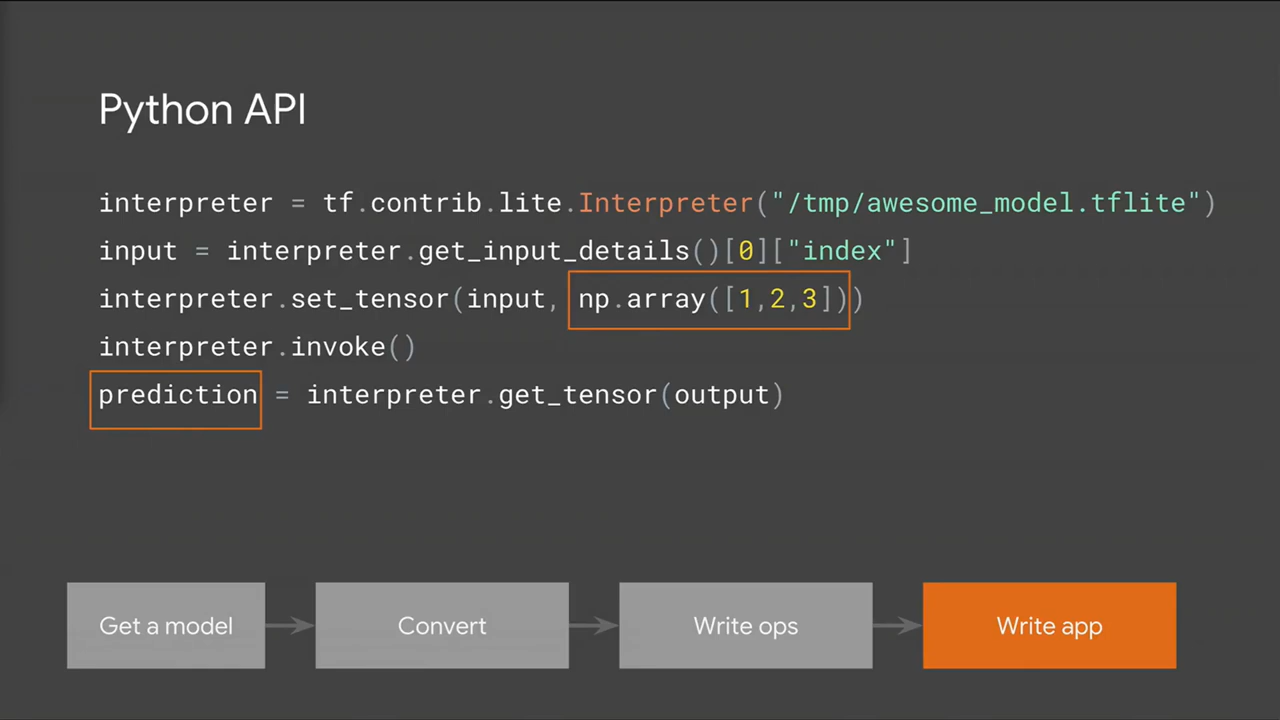 Python API
interpreter = tf.contrib.lite.Interpreter("/tmp/awesome_model.tflite")
input = interpreter.get_input_details()[0]["index"]
interpreter.set_tensor(input, np.array([1,2,3]))
interpreter.invoke()
prediction = interpreter.get_tensor(output)
Get a model
Convert
Write ops
Write app